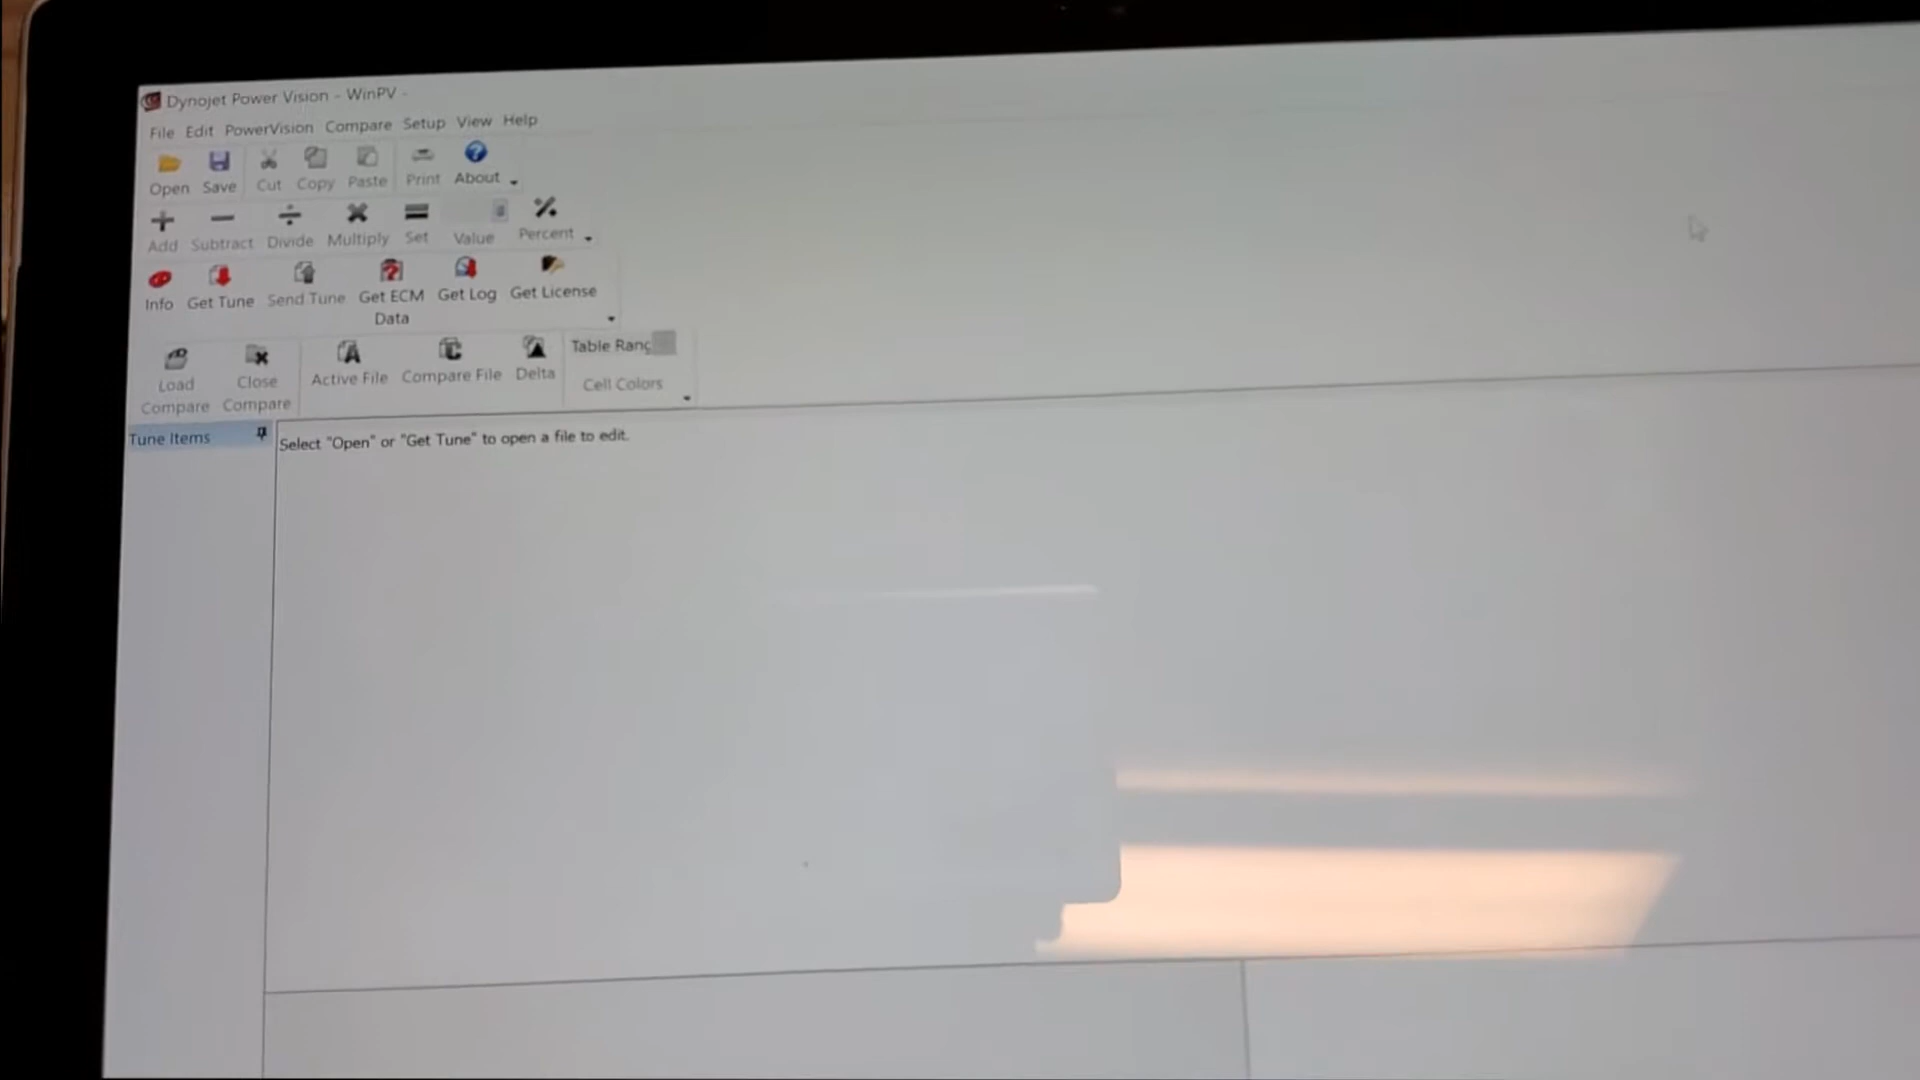 Dynojet Power Vision - WinPV -
File Edit PowerVision Compare Setup View Help
Open Save Cut Copy Paste Print About
Add Subtract Divide Multiply Set Value Percent
Info Get Tune Send Tune Get ECM Data Get Log Get License
Load Compare Close Compare Active File Compare File Delta Table Rang
Cell Colors
Tune Items
Select "Open" or "Get Tune" to open a file to edit.